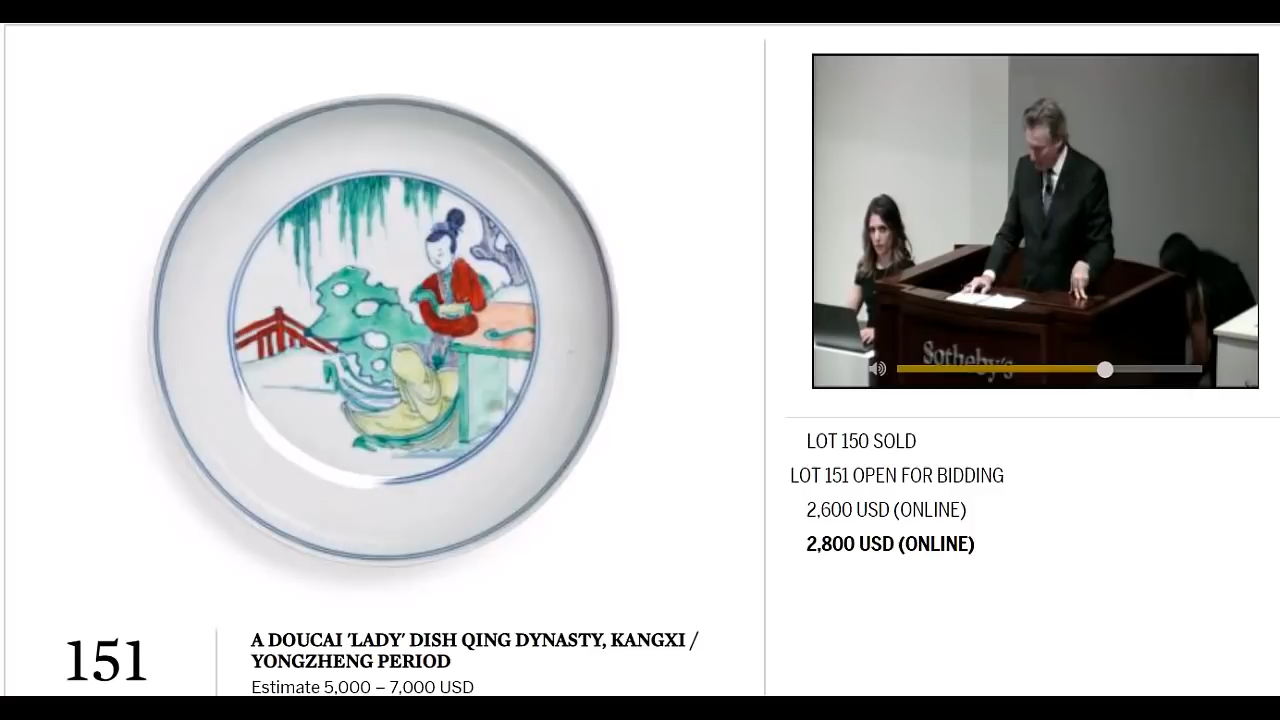 Sotheby's
LOT 150 SOLD
LOT 151 OPEN FOR BIDDING
2,600 USD (ONLINE)
2,800 USD (ONLINE)
151
A DOUCAI 'LADY' DISH QING DYNASTY, KANGXI /
YONGZHENG PERIOD
Estimate 5,000 – 7,000 USD